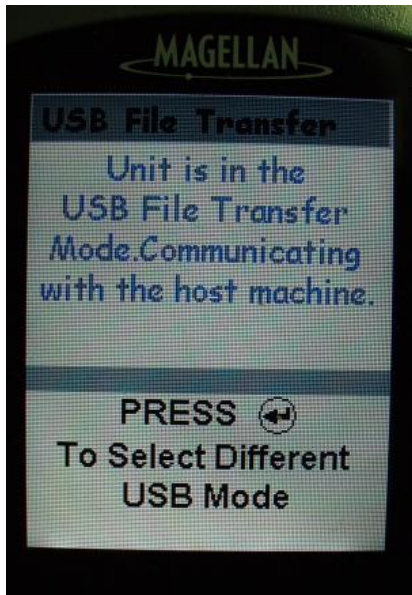 MAGELLAN
USB File Transfer
Unit is in the
USB File Transfer
Mode.Communicating
with the host machine.
PRESS
To Select Different
USB Mode